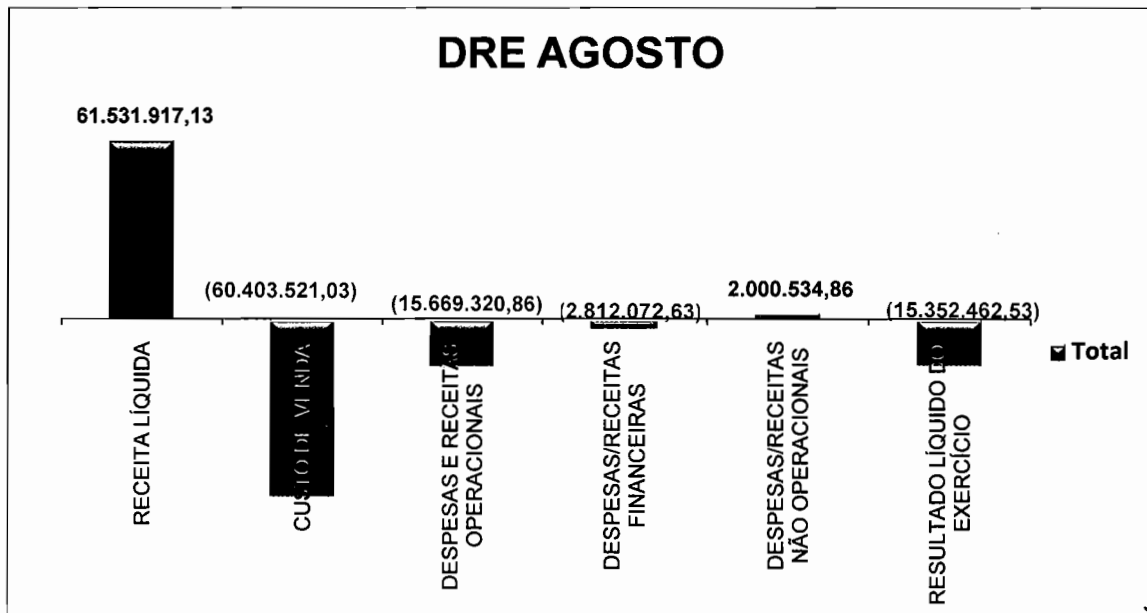 DRE AGOSTO
61.531.917,13
(60.403.521,03)
(15.669.320,86)
(2.812.072,63)
2.000.534,86
(15.352.462,53)
RECEITA LÍQUIDA
CUSTO DE VENDA
DESPESAS E RECEITAS
OPERACIONAIS
DESPESAS/RECEITAS
FINANCEIRAS
DESPESAS/RECEITAS
NÃO OPERACIONAIS
RESULTADO LÍQUIDO DO
EXERCÍCIO
Total